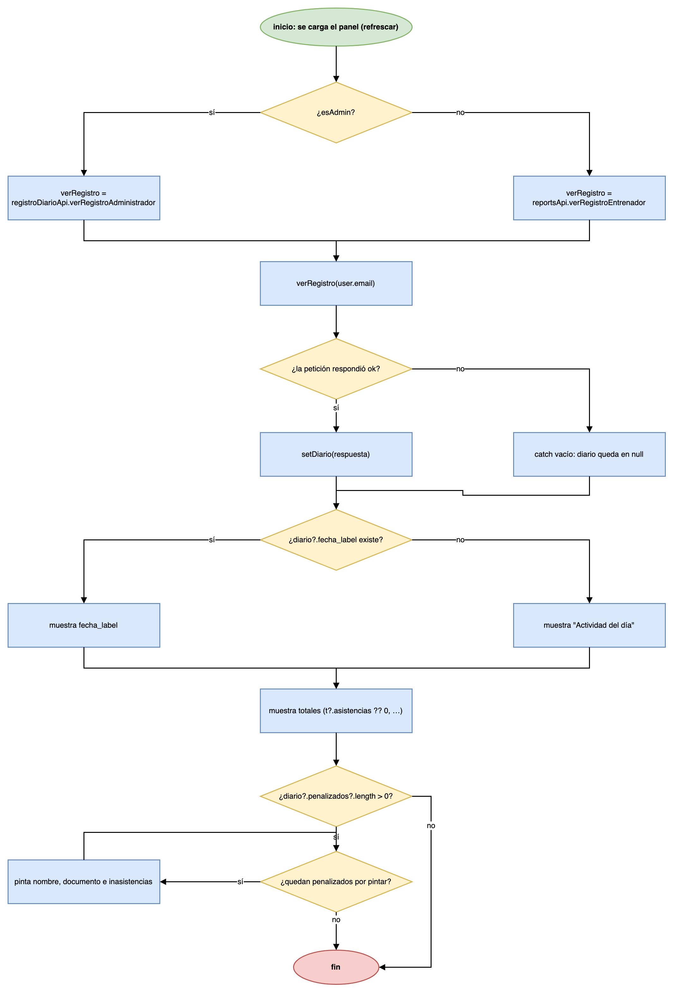 inicio: se carga el panel (refrescar)
¿esAdmin?
sí
no
verRegistro =
registroDiarioApi.verRegistroAdministrador
verRegistro =
reportsApi.verRegistroEntrenador
verRegistro(user.email)
¿la petición respondió ok?
no
sí
setDiario(respuesta)
catch vacío: diario queda en null
¿diario?.fecha_label existe?
sí
no
muestra fecha_label
muestra "Actividad del día"
muestra totales (t?.asistencias ?? 0, …)
¿diario?.penalizados?.length > 0?
no
sí
pinta nombre, documento e inasistencias
sí
¿quedan penalizados por pintar?
no
fin